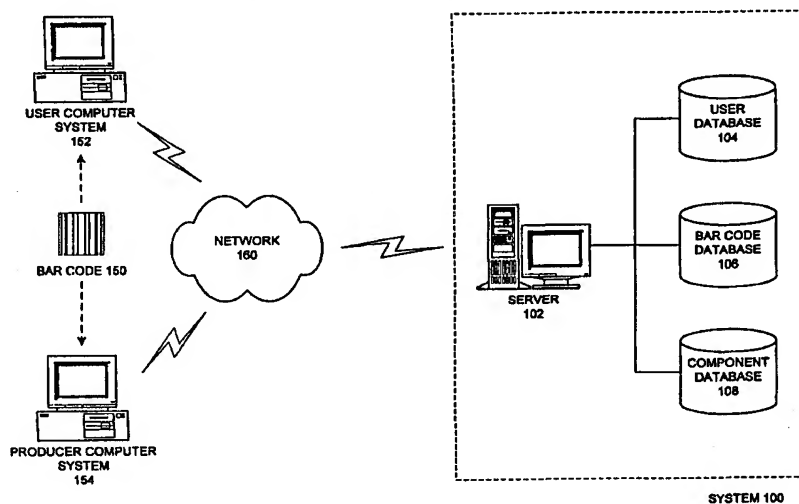 USER COMPUTER
SYSTEM
152
BAR CODE 150
PRODUCER COMPUTER
SYSTEM
154
NETWORK
160
SERVER
102
USER
DATABASE
104
BAR CODE
DATABASE
106
COMPONENT
DATABASE
108
SYSTEM 100